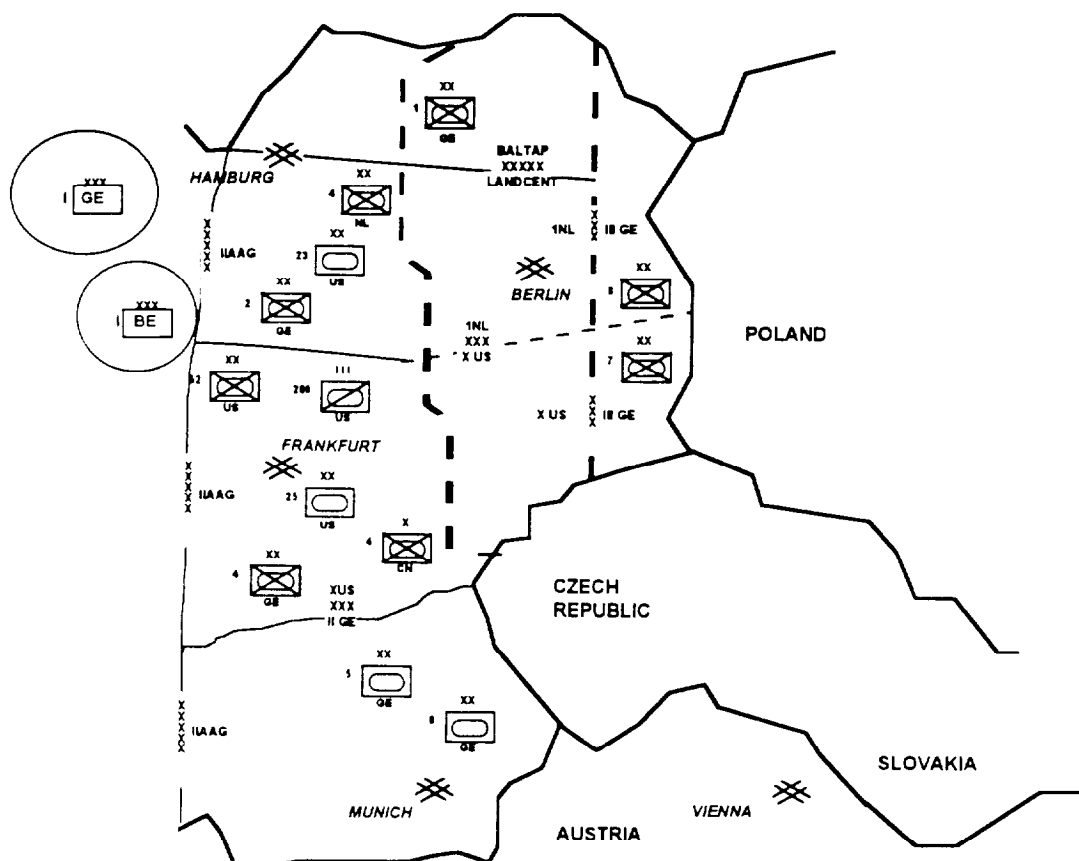 XX
1
GE
BALTAP
XXXXX
LANDCENT
HAMBURG
XXX
I GE
XX
4
NL
XXXXX
IIAAG
XX
23
US
1NL
XXX
III GE
BERLIN
XX
8
XXX
I BE
XX
2
GE
1NL
XXX
X US
POLAND
XX
7
XX
US
III
US
X US
XXX
III GE
FRANKFURT
XXXXX
IIAAG
XX
25
US
X
4
CN
XX
4
GE
XUS
XXX
II GE
CZECH
REPUBLIC
XX
5
GE
XX
GE
XXXXX
IIAAG
SLOVAKIA
MUNICH
VIENNA
AUSTRIA